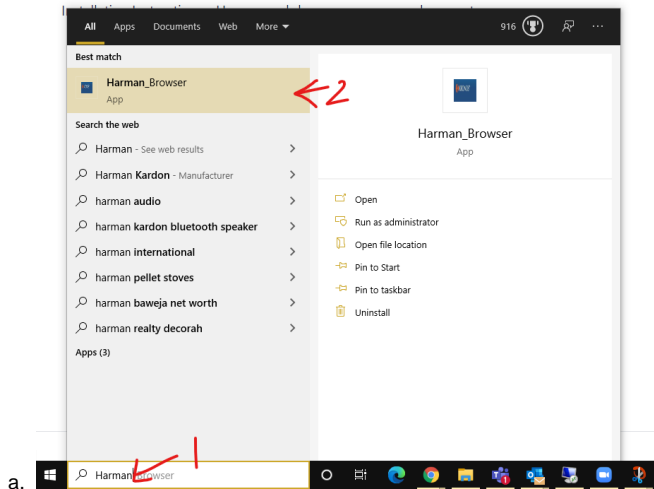 All Apps Documents Web More 916
Best match
Harman_Browser
App
2
Search the web
Harman - See web results
Harman Kardon - Manufacturer
harman audio
harman kardon bluetooth speaker
harman international
harman pellet stoves
harman baweja net worth
harman realty decorah
Apps (3)
Harman_Browser
App
Open
Run as administrator
Open file location
Pin to Start
Pin to taskbar
Uninstall
1
a. Harman_Browser